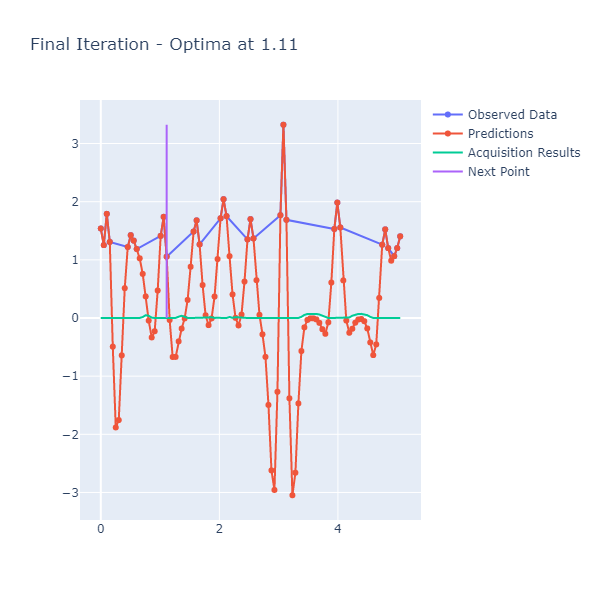 Final Iteration - Optima at 1.11
Observed Data
Predictions
Acquisition Results
Next Point
3
2
1
0
−1
−2
−3
0
2
4